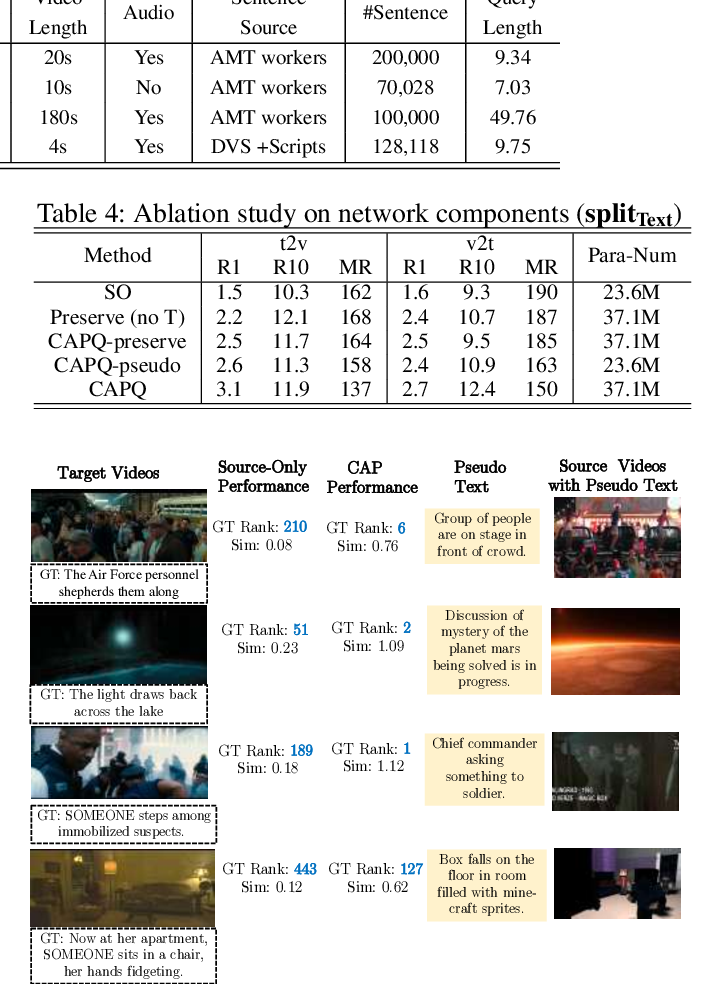 Video Sentence Query
Length Audio Source #Sentence Length
20s Yes AMT workers 200,000 9.34
10s No AMT workers 70,028 7.03
180s Yes AMT workers 100,000 49.76
4s Yes DVS +Scripts 128,118 9.75
Table 4: Ablation study on network components (splitText)
Method t2v v2t Para-Num
R1 R10 MR R1 R10 MR
SO 1.5 10.3 162 1.6 9.3 190 23.6M
Preserve (no T) 2.2 12.1 168 2.4 10.7 187 37.1M
CAPQ-preserve 2.5 11.7 164 2.5 9.5 185 37.1M
CAPQ-pseudo 2.6 11.3 158 2.4 10.9 163 23.6M
CAPQ 3.1 11.9 137 2.7 12.4 150 37.1M
Target Videos
Source-Only
Performance
CAP
Performance
Pseudo
Text
Source Videos
with Pseudo Text
GT: The Air Force personnel
shepherds them along
GT Rank: 210
Sim: 0.08
GT Rank: 6
Sim: 0.76
Group of people
are on stage in
front of crowd.
GT: The light draws back
across the lake
GT Rank: 51
Sim: 0.23
GT Rank: 2
Sim: 1.09
Discussion of
mystery of the
planet mars
being solved is in
progress.
GT: SOMEONE steps among
immobilized suspects.
GT Rank: 189
Sim: 0.18
GT Rank: 1
Sim: 1.12
Chief commander
asking
something to
soldier.
GT: Now at her apartment,
SOMEONE sits in a chair,
her hands fidgeting.
GT Rank: 443
Sim: 0.12
GT Rank: 127
Sim: 0.62
Box falls on the
floor in room
filled with mine-
craft sprites.